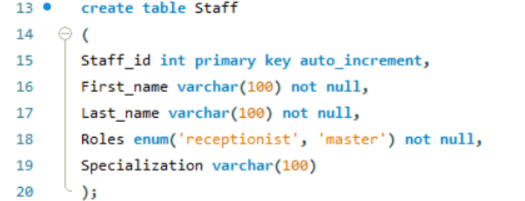 13 create table Staff
14 (
15 Staff_id int primary key auto_increment,
16 First_name varchar(100) not null,
17 Last_name varchar(100) not null,
18 Roles enum('receptionist', 'master') not null,
19 Specialization varchar(100)
20 );